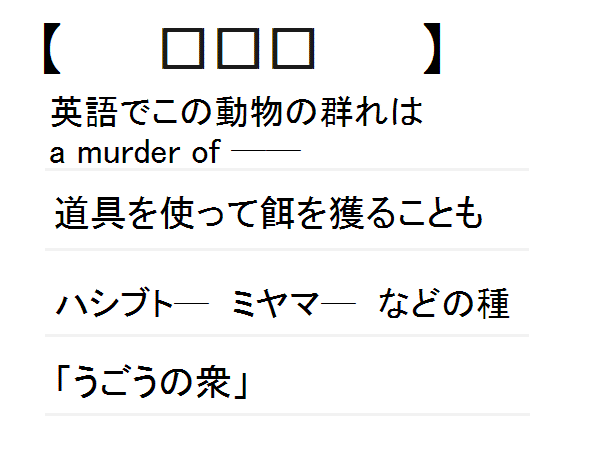 【 □□□ 】
英語でこの動物の群れは
a murder of ――
道具を使って餌を獲ることも
ハシブト― ミヤマ― などの種
「うごうの衆」